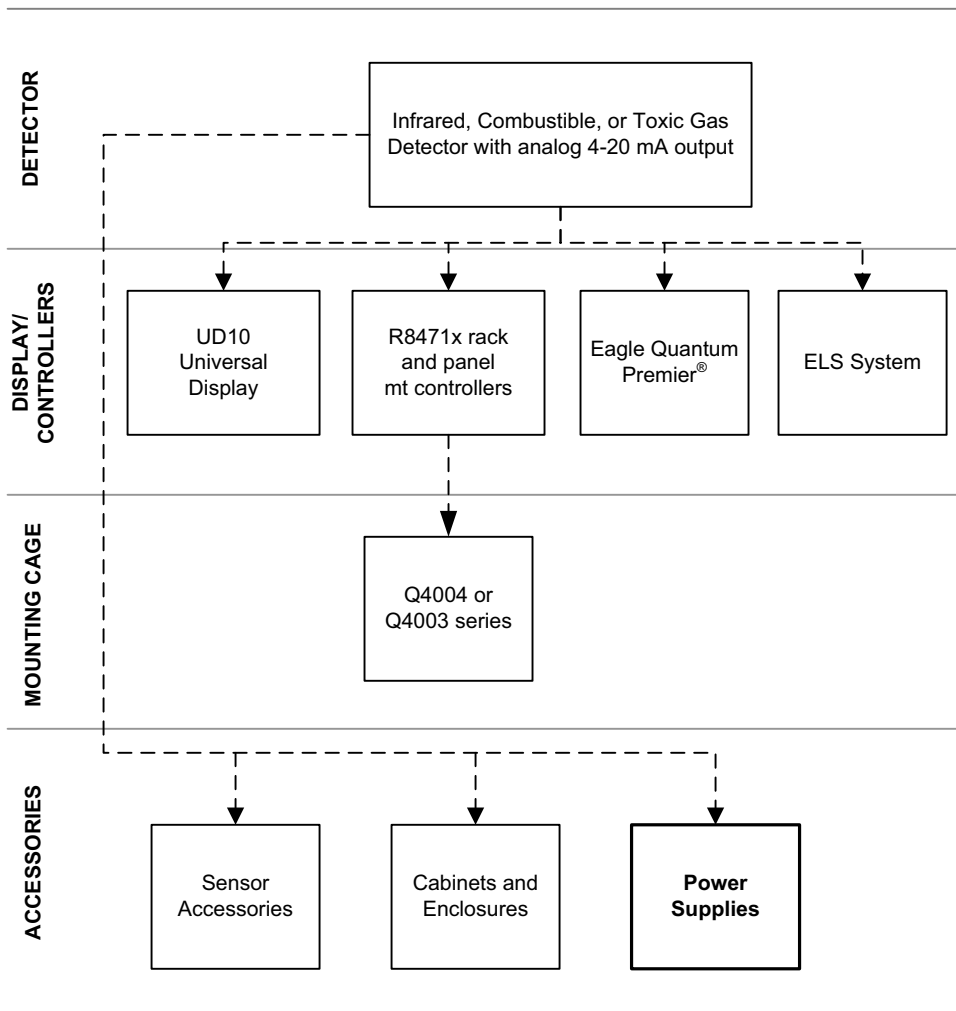 DETECTOR
Infrared, Combustible, or Toxic Gas
Detector with analog 4-20 mA output
DISPLAY/
CONTROLLERS
UD10
Universal
Display
R8471x rack
and panel
mt controllers
Eagle Quantum
Premier®
ELS System
MOUNTING CAGE
Q4004 or
Q4003 series
ACCESSORIES
Sensor
Accessories
Cabinets and
Enclosures
Power
Supplies